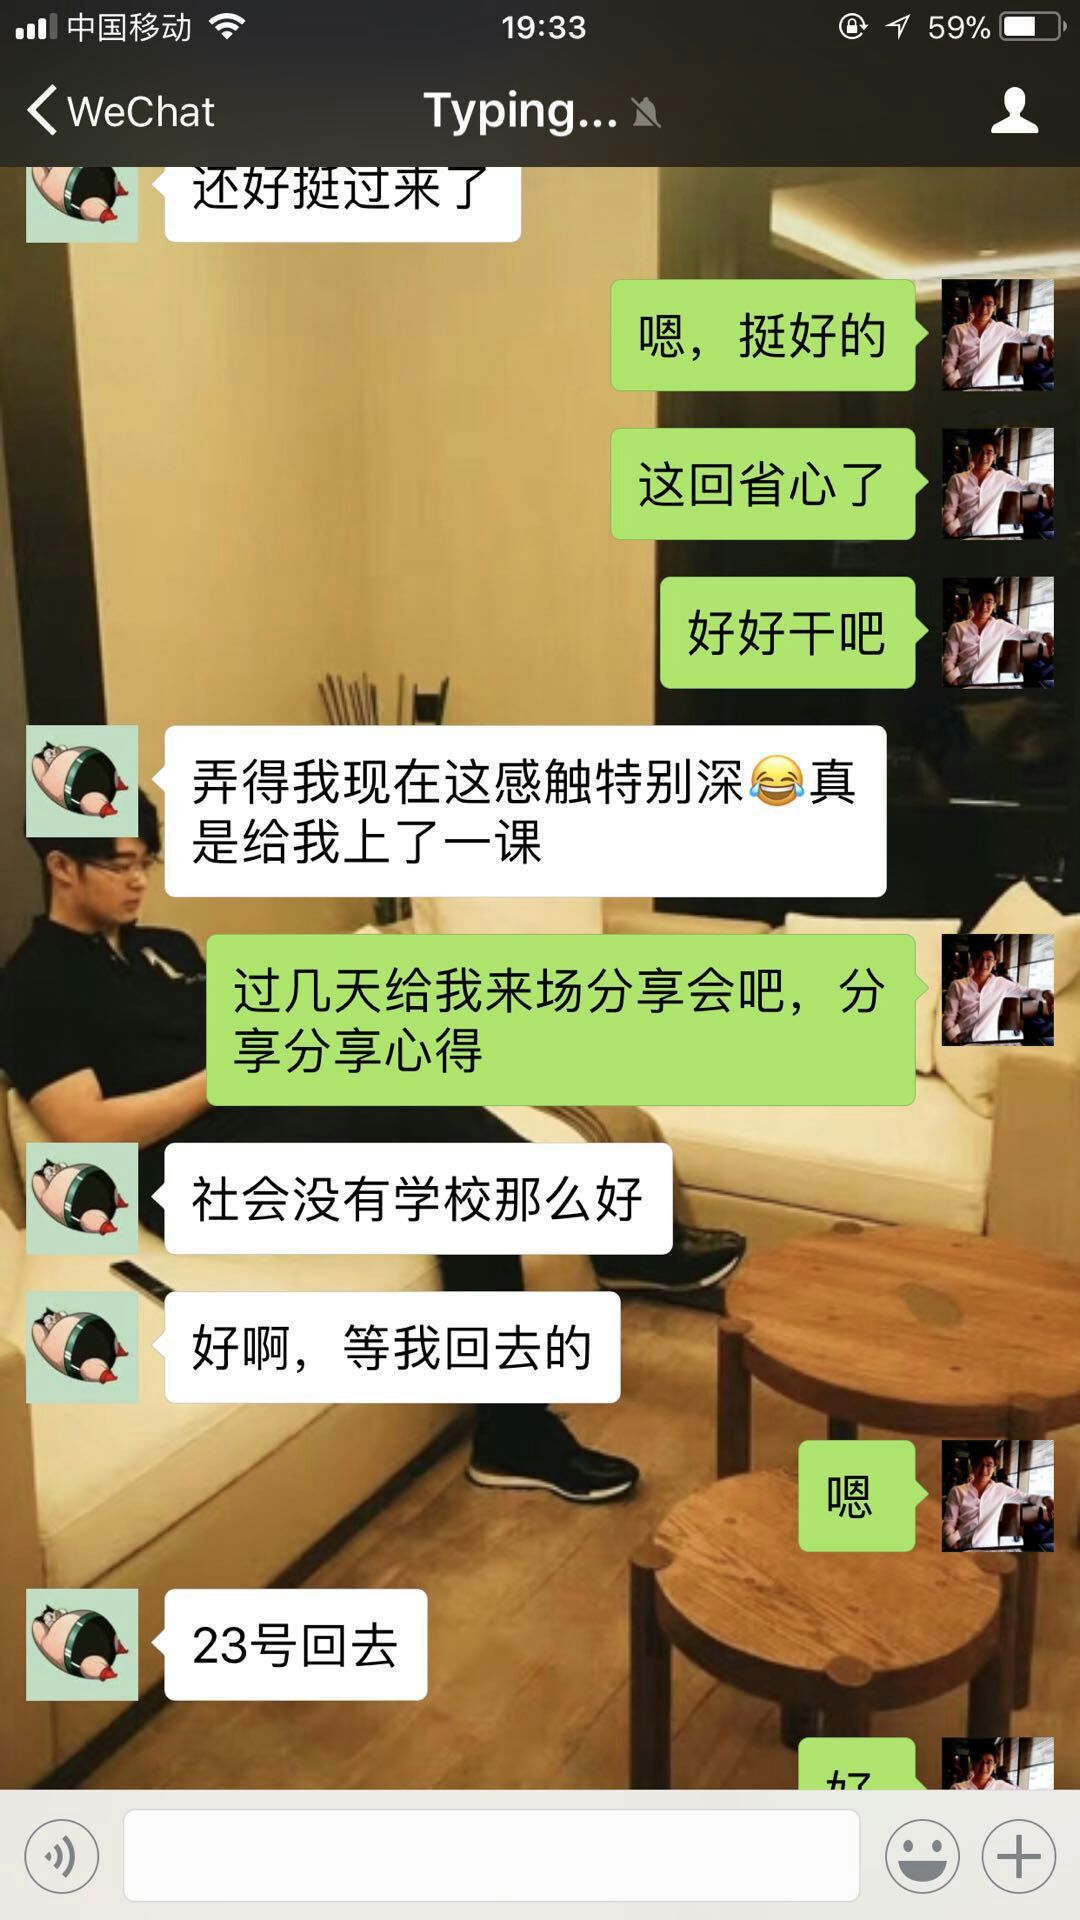 中国移动
19:33
59%
WeChat
Typing...
还好挺过来了
嗯，挺好的
这回省心了
好好干吧
弄得我现在这感触特别深😂真
是给我上了一课
过几天给我来场分享会吧，分
享分享心得
社会没有学校那么好
好啊，等我回去的
嗯
23号回去
好